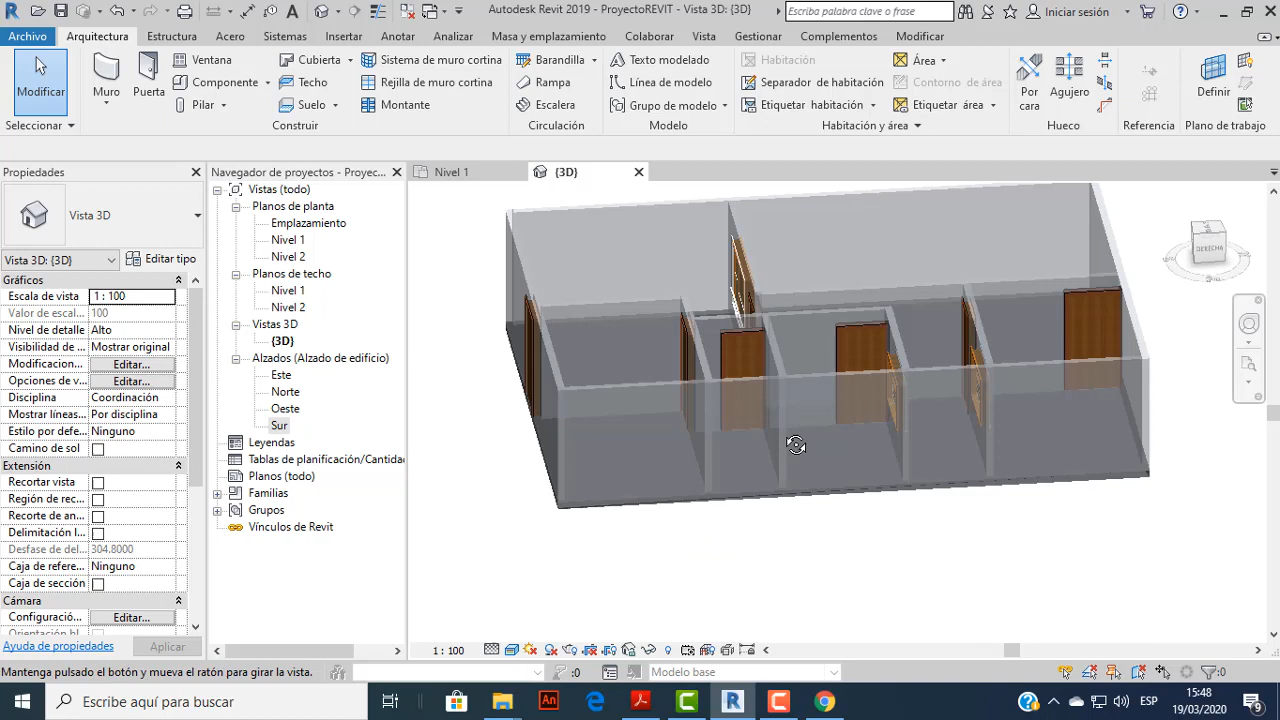 Autodesk Revit 2019 - ProyectoREVIT - Vista 3D: {3D}
Escriba palabra clave o frase
Iniciar sesión
Archivo Arquitectura Estructura Acero Sistemas Insertar Anotar Analizar Masa y emplazamiento Colaborar Vista Gestionar Complementos Modificar
Modificar
Muro
Puerta
Ventana
Componente
Pilar
Cubierta
Techo
Suelo
Sistema de muro cortina
Rejilla de muro cortina
Montante
Barandilla
Rampa
Escalera
Texto modelado
Línea de modelo
Grupo de modelo
Habitación
Separador de habitación
Etiquetar habitación
Área
Contorno de área
Etiquetar área
Por cara
Agujero
Definir
Seleccionar
Construir
Circulación
Modelo
Habitación y área
Hueco
Referencia
Plano de trabajo
Propiedades
Navegador de proyectos - Proyec...
Nivel 1
{3D}
Vista 3D
Vista 3D: {3D}
Editar tipo
Gráficos
Escala de vista 1 : 100
Valor de escal... 100
Nivel de detalle Alto
Visibilidad de ... Mostrar original
Modificacion... Editar...
Opciones de v... Editar...
Disciplina Coordinación
Mostrar líneas... Por disciplina
Estilo por defe... Ninguno
Camino de sol
Extensión
Recortar vista
Región de rec...
Recorte de an...
Delimitación l...
Desfase de del... 304.8000
Caja de refere... Ninguno
Caja de sección
Cámara
Configuració... Editar...
Ayuda de propiedades
Aplicar
Vistas (todo)
Planos de planta
Emplazamiento
Nivel 1
Nivel 2
Planos de techo
Nivel 1
Nivel 2
Vistas 3D
{3D}
Alzados (Alzado de edificio)
Este
Norte
Oeste
Sur
Leyendas
Tablas de planificación/Cantidad
Planos (todo)
Familias
Grupos
Vínculos de Revit
DERECHA
1 : 100
Mantenga pulsado el botón y mueva el ratón para girar la vista.
:0
Modelo base
:0
Escribe aquí para buscar
An
R
ESP
15:48
19/03/2020